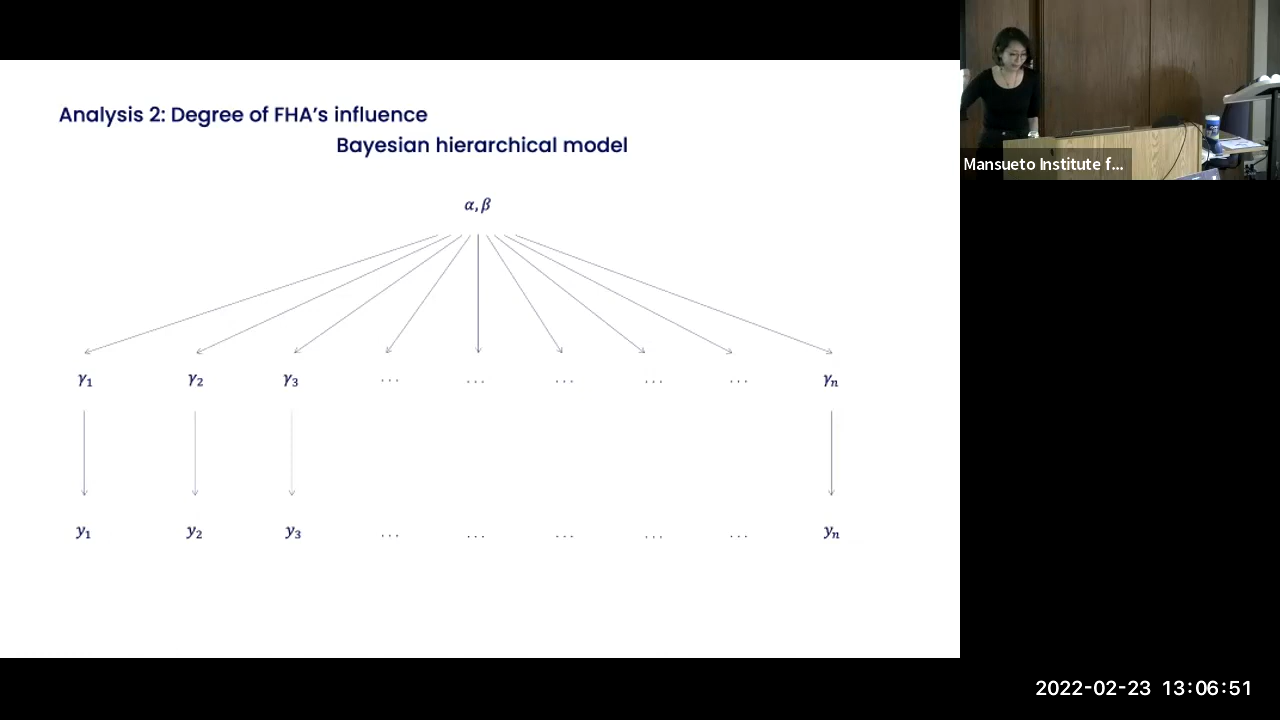 Analysis 2: Degree of FHA's influence
Bayesian hierarchical model
α, β
γ₁ γ₂ γ₃ ... ... ... ... ... γₙ
y₁ y₂ y₃ ... ... ... ... ... yₙ
Mansueto Institute f...
2022-02-23 13:06:51